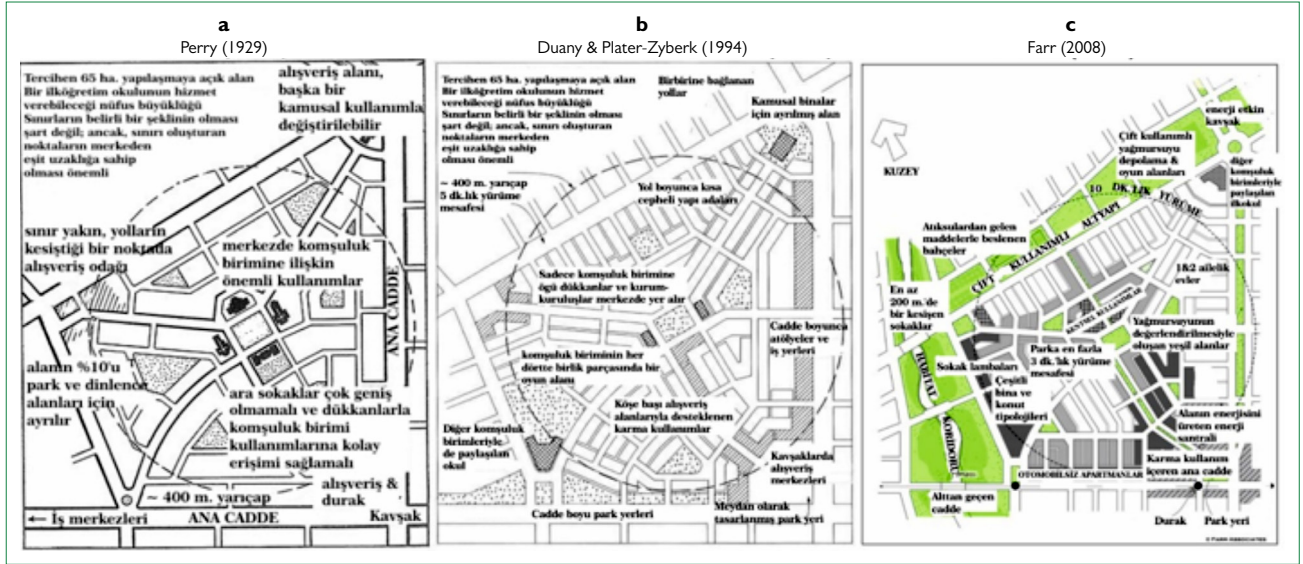 a
Perry (1929)
Tercihen 65 ha. yapılaşmaya açık alan
Bir ilköğretim okulunun hizmet
verebileceği nüfus büyüklüğü
Sınırların belirli bir şeklinin olması
şart değil; ancak, sınırı oluşturan
noktaların merkezden
eşit uzaklığa sahip
olması önemli
alışveriş alanı,
başka bir
kamusal kullanımla
değiştirilebilir
sınır yakın, yolların
kesiştiği bir noktada
alışveriş odağı
merkezde komşuluk
birimine ilişkin
önemli kullanımlar
ANA CADDE
alanın %10'u
park ve dinlence
alanları için
ayrılır
ara sokaklar çok geniş
olmamalı ve dükkanlarla
komşuluk birimi
kullanımlarına kolay
erişimi sağlamalı
alışveriş &
durak
~ 400 m. yarıçap
← İş merkezleri
ANA CADDE
Kavşak
b
Duany & Plater-Zyberk (1994)
Tercihen 65 ha. yapılaşmaya açık alan
Bir ilköğretim okulunun hizmet
verebileceği nüfus büyüklüğü
Sınırların belirli bir şeklinin olması
şart değil; ancak, sınırı oluşturan
noktaların merkezden
eşit uzaklığa sahip
olması önemli
Birbirine bağlanan
yollar
Kamusal binalar
için ayrılmış alan
~ 400 m. yarıçap
5 dk.lık yürüme
mesafesi
Yol boyunca kısa
cepheli yapı adaları
Sadece komşuluk birimine
ögü dükkanlar ve kurum-
kuruluşlar merkezde yer alır
Cadde boyunca
atölyeler ve
iş yerleri
komşuluk biriminin her
dörtte birlik parçasında bir
oyun alanı
Köşe başı alışveriş
alanlarıyla desteklenen
karma kullanımlar
Diğer komşuluk
birimleriyle
de paylaşılan
okul
Kavşaklarda
alışveriş
merkezleri
Cadde boyu park yerleri
Meydan olarak
tasarlanmış park yeri
c
Farr (2008)
KUZEY
enerji etkin
kavşak
Çift kullanımlı
yağmursuyu
depolama &
oyun alanları
diğer
komşuluk
birimleriyle
paylaşılan
ilkokul
10 DK.LIK YÜRÜME
ÇİFT KULLANIMLI ALTYAPI
Atıksulardan gelen
maddelerle beslenen
bahçeler
1&2 ailelik
evler
En az
200 m.'de
bir kesişen
sokaklar
KENTSEL KULLANIMLAR
Yağmursuyunun
değerlendirilmesiyle
oluşan yeşil alanlar
Parka en fazla
3 dk.lık yürüme
mesafesi
Sokak lambaları
Çeşitli
bina ve
konut
tipolojileri
HABİTAT
KORİDORU
Alanın enerjisini
üreten enerji
santrali
Karma kullanım
içeren ana cadde
OTOMOBİLSİZ APARTMANLAR
Alttan geçen
cadde
Durak
Park yeri
© FARR ASSOCIATES